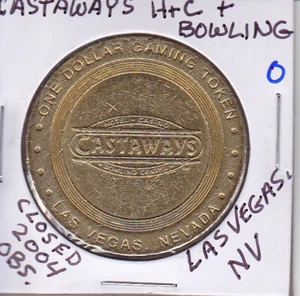 CASTAWAYS H+C +
BOWLING
O
ONE DOLLAR GAMING TOKEN
HOTEL • CASINO
CASTAWAYS
BOWLING CENTER
LAS VEGAS, NEVADA
CLOSED
2004
OBS.
LAS VEGAS,
NV